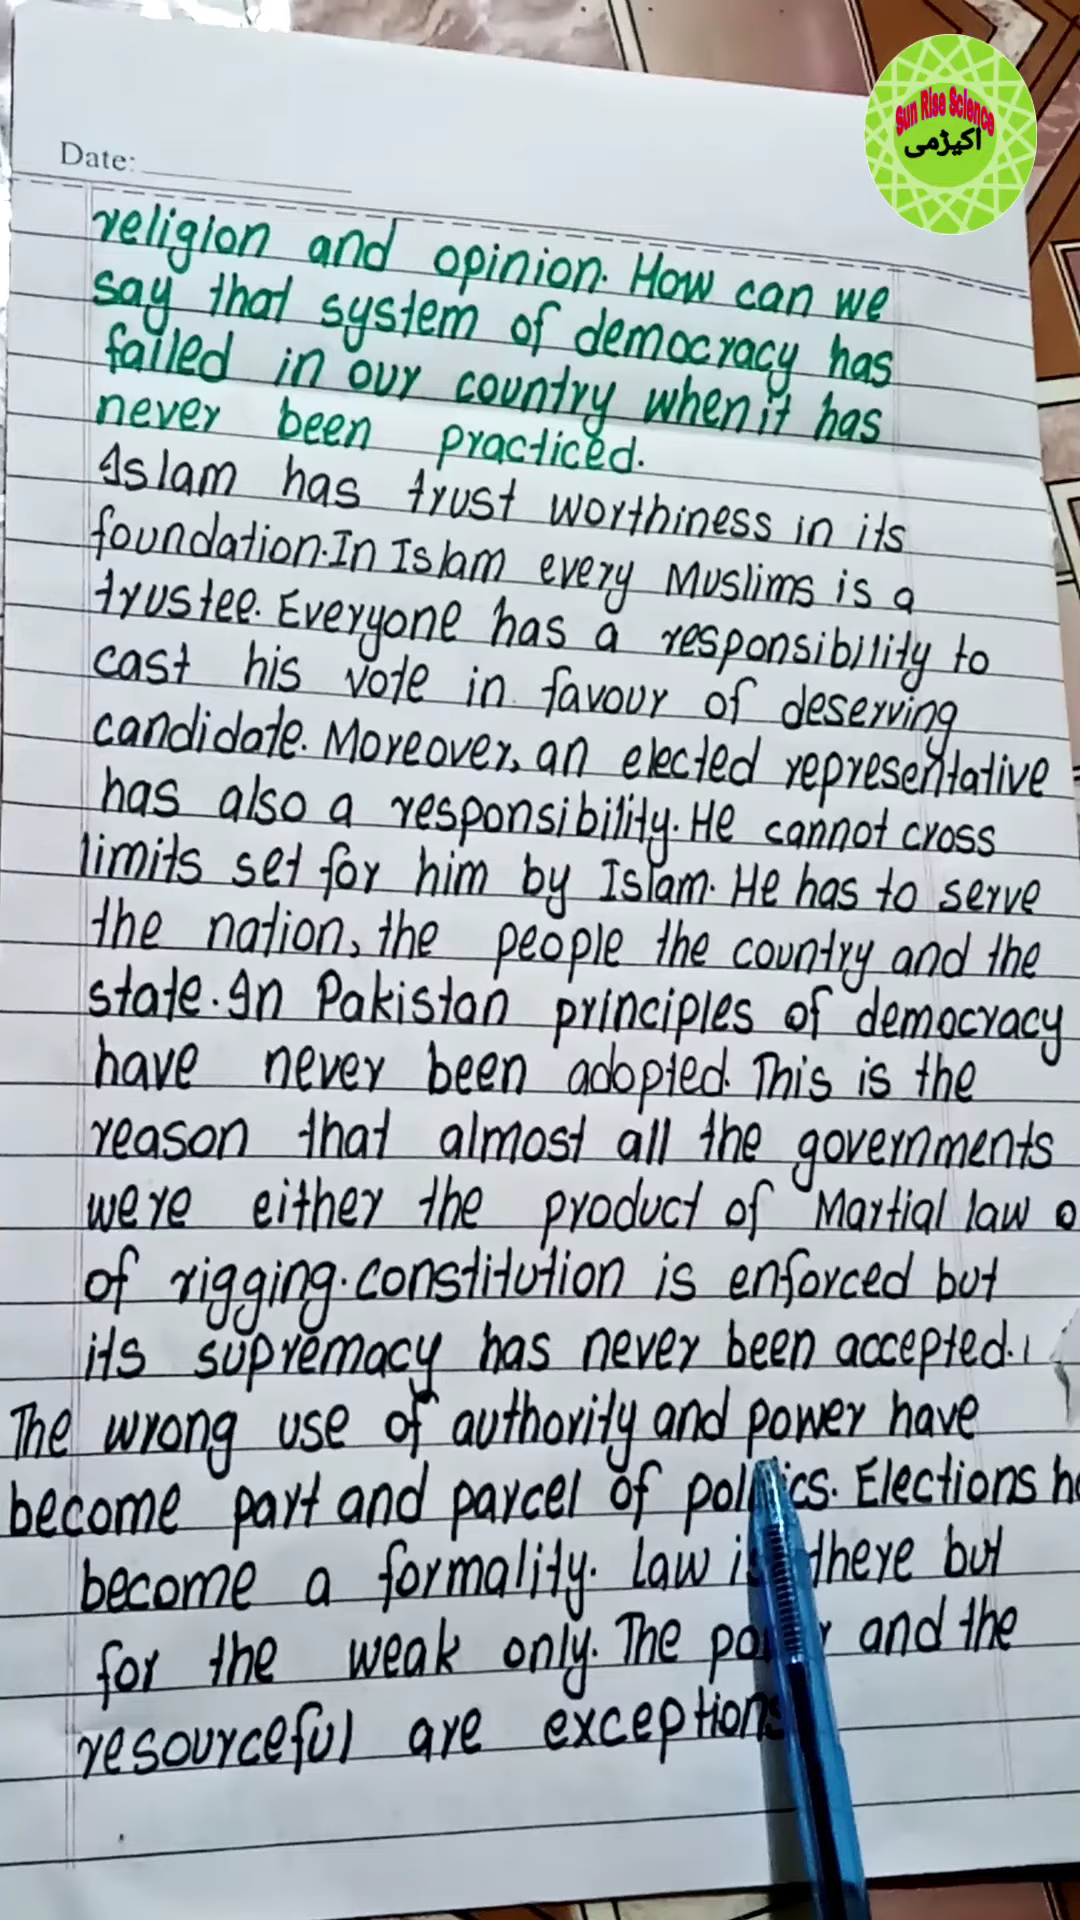 Sun Rise Science
اکیڈمی
Date:
religion and opinion. How can we
say that system of democracy has
failed in our country when it has
never been practiced.
Islam has trust worthiness in its
foundation. In Islam every Muslims is a
trustee. Everyone has a responsibility to
cast his vote in favour of deserving
candidate. Moreover, an elected representative
has also a responsibility. He cannot cross
limits set for him by Islam. He has to serve
the nation, the people the country and the
state. In Pakistan principles of democracy
have never been adopted. This is the
reason that almost all the governments
were either the product of Martial law
of rigging. constitution is enforced but
its supremacy has never been accepted.
The wrong use of authority and power have
become part and parcel of politics. Elections
become a formality. Law is there but
for the weak only. The and the
resourceful are exceptions